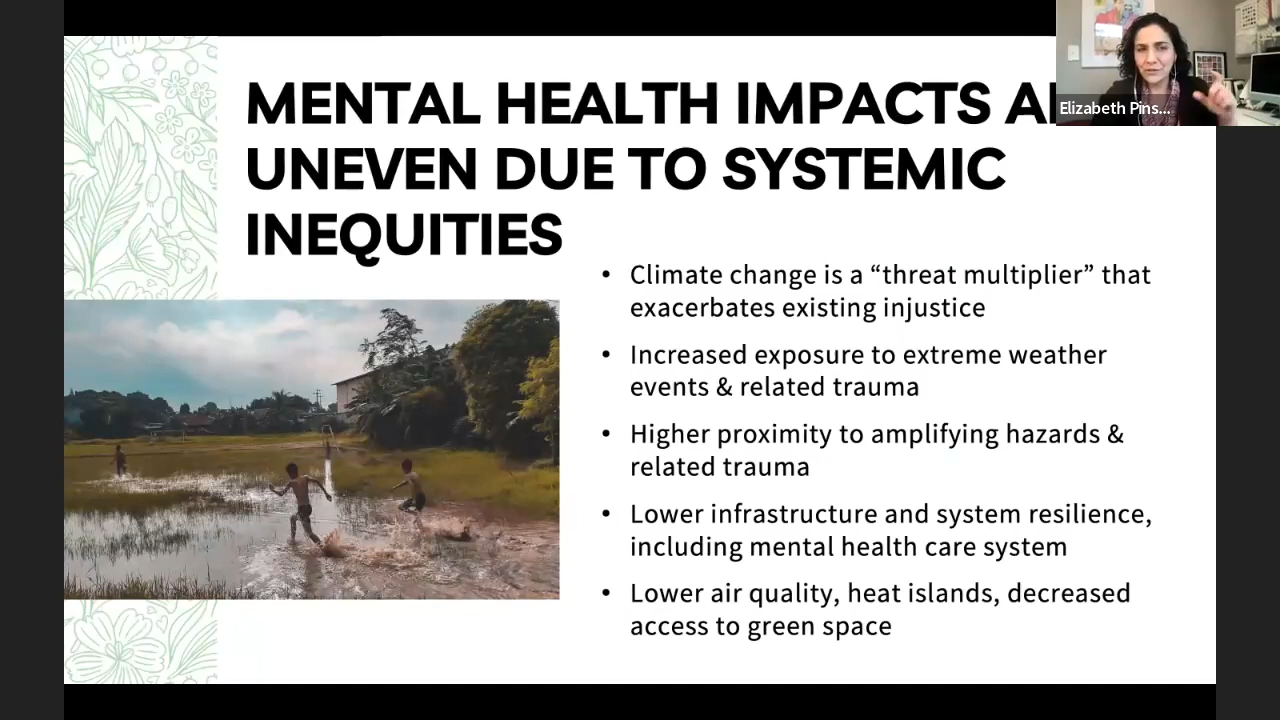 MENTAL HEALTH IMPACTS
UNEVEN DUE TO SYSTEMIC
INEQUITIES
Elizabeth Pins...
• Climate change is a “threat multiplier” that
exacerbates existing injustice
• Increased exposure to extreme weather
events & related trauma
• Higher proximity to amplifying hazards &
related trauma
• Lower infrastructure and system resilience,
including mental health care system
• Lower air quality, heat islands, decreased
access to green space